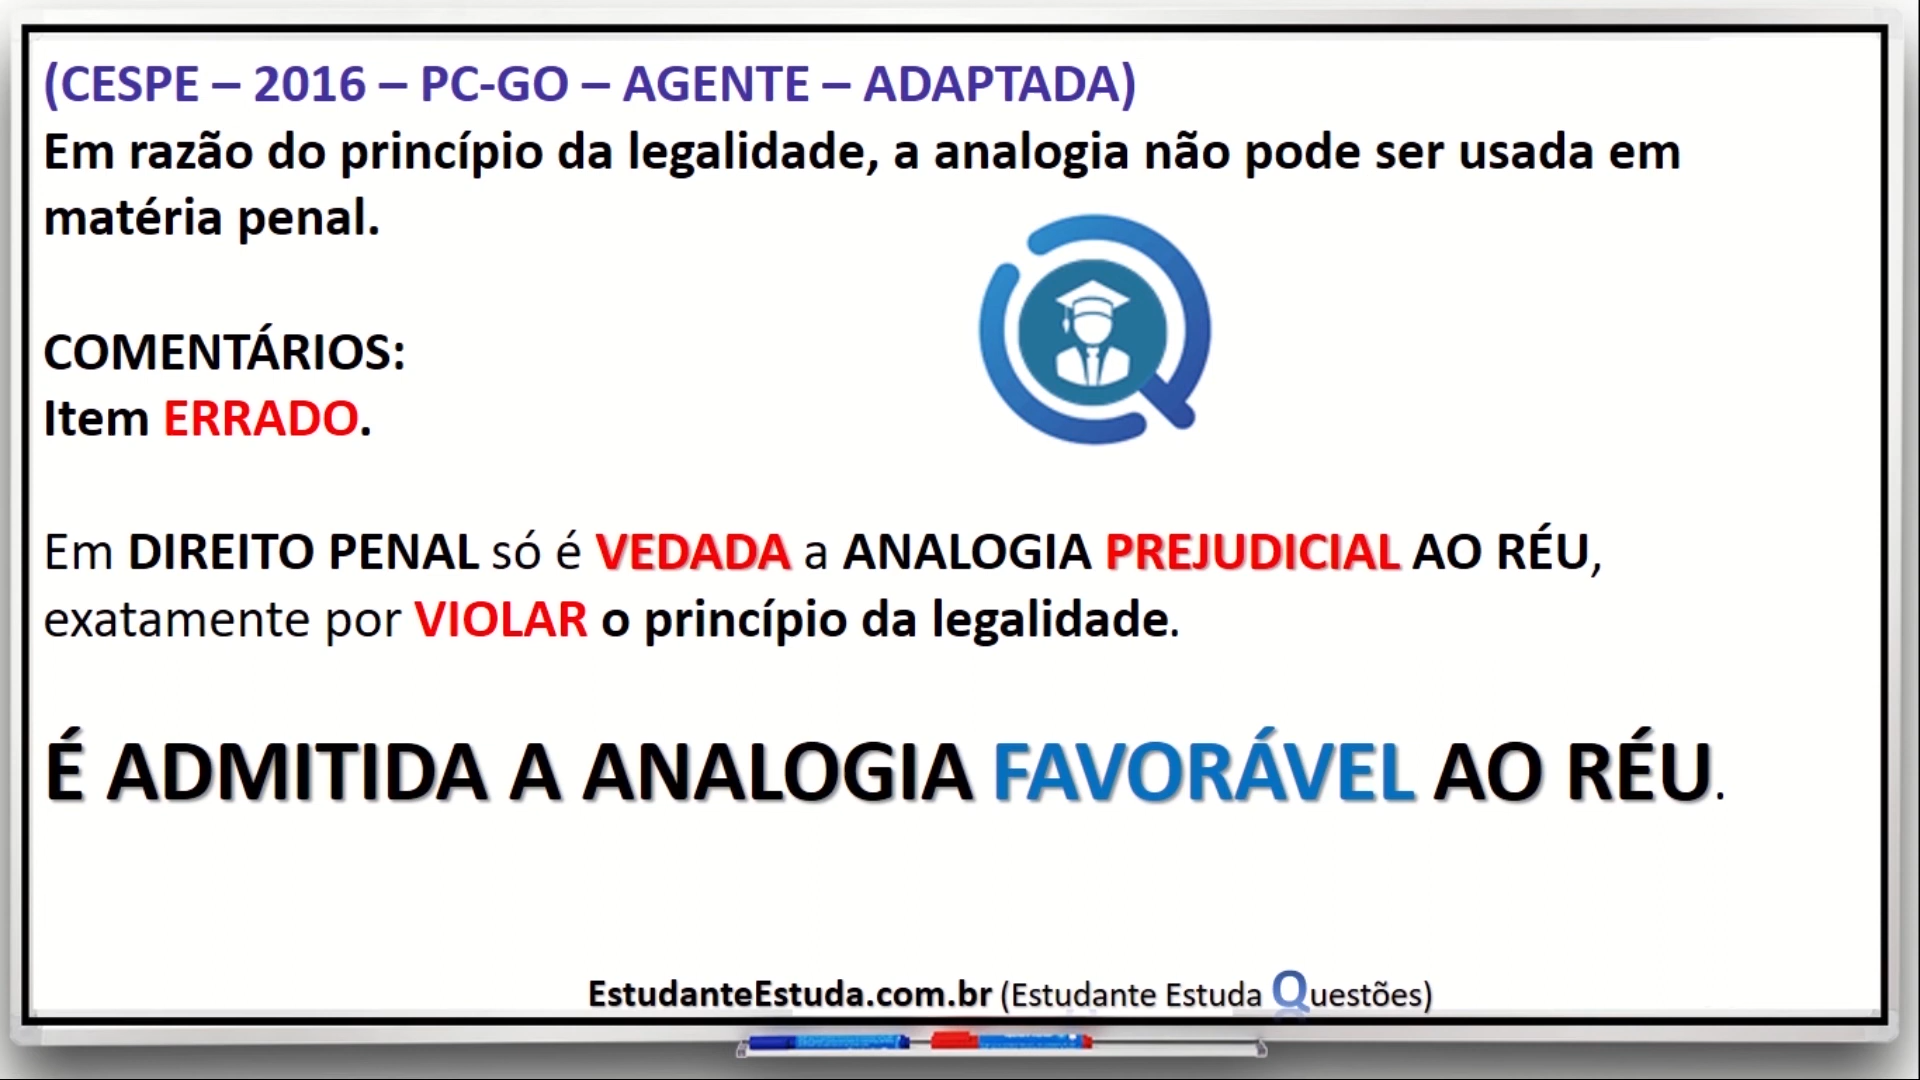 (CESPE – 2016 – PC-GO – AGENTE – ADAPTADA)
Em razão do princípio da legalidade, a analogia não pode ser usada em
matéria penal.
COMENTÁRIOS:
Item ERRADO.
Em DIREITO PENAL só é VEDADA a ANALOGIA PREJUDICIAL AO RÉU,
exatamente por VIOLAR o princípio da legalidade.
É ADMITIDA A ANALOGIA FAVORÁVEL AO RÉU.
EstudanteEstuda.com.br (Estudante Estuda Questões)